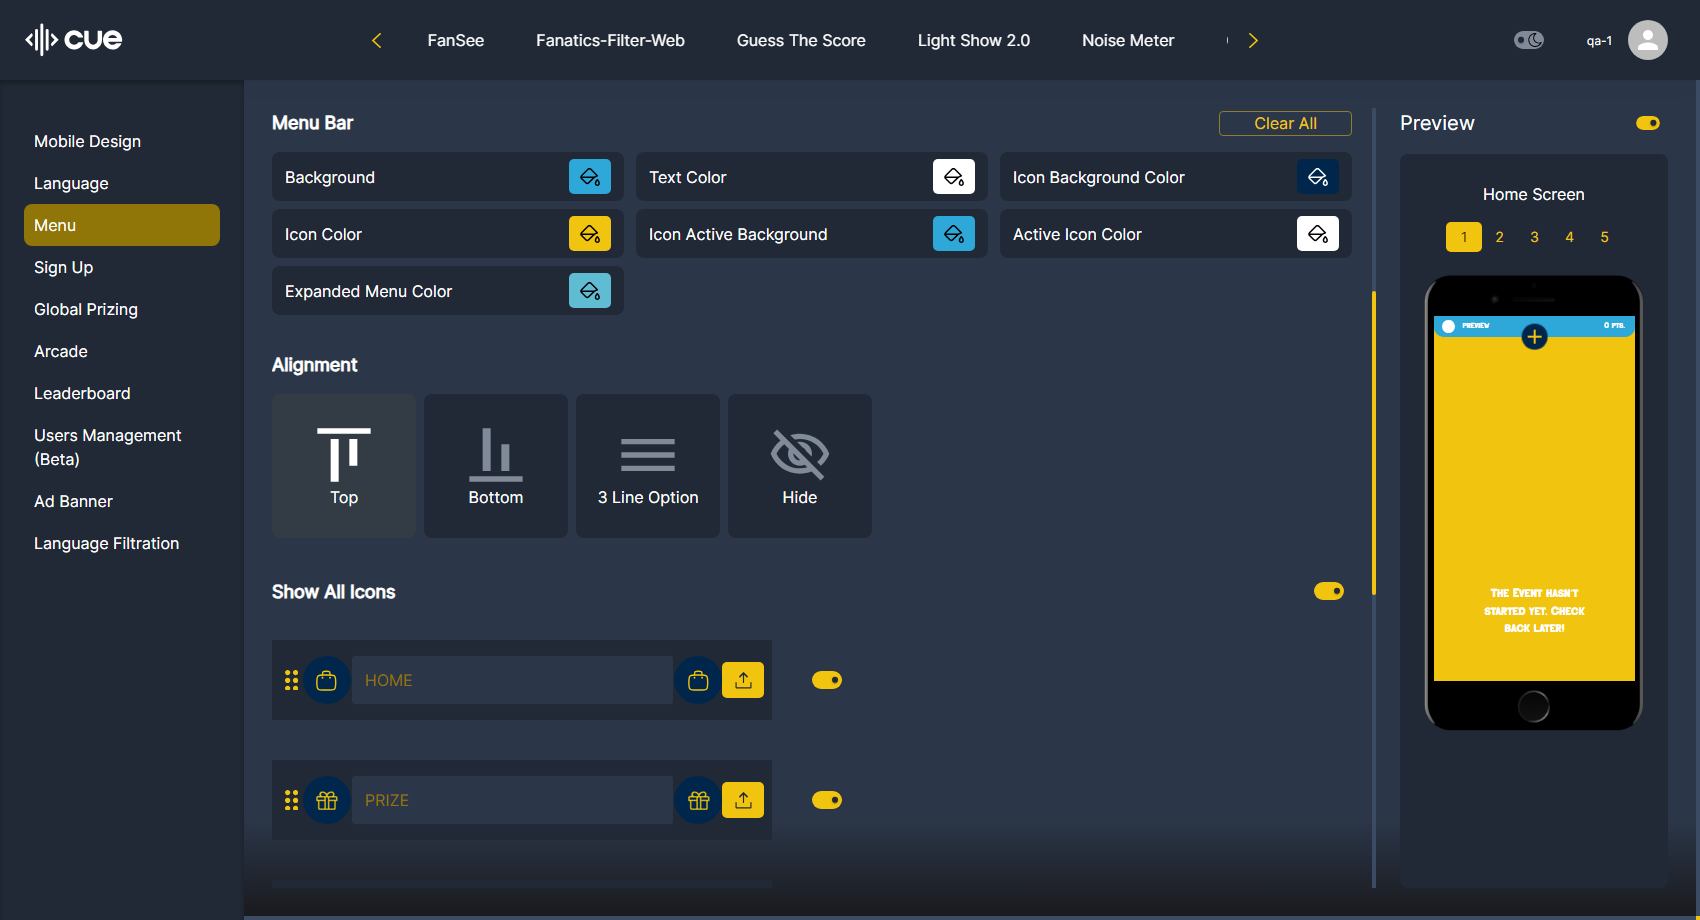 cue
FanSee
Fanatics-Filter-Web
Guess The Score
Light Show 2.0
Noise Meter
qa-1
Mobile Design
Language
Menu
Sign Up
Global Prizing
Arcade
Leaderboard
Users Management
(Beta)
Ad Banner
Language Filtration
Menu Bar
Clear All
Background
Text Color
Icon Background Color
Icon Color
Icon Active Background
Active Icon Color
Expanded Menu Color
Alignment
Top
Bottom
3 Line Option
Hide
Show All Icons
HOME
PRIZE
Preview
Home Screen
1 2 3 4 5
PREVIEW
0 PTS.
THE EVENT HASN'T
STARTED YET. CHECK
BACK LATER!